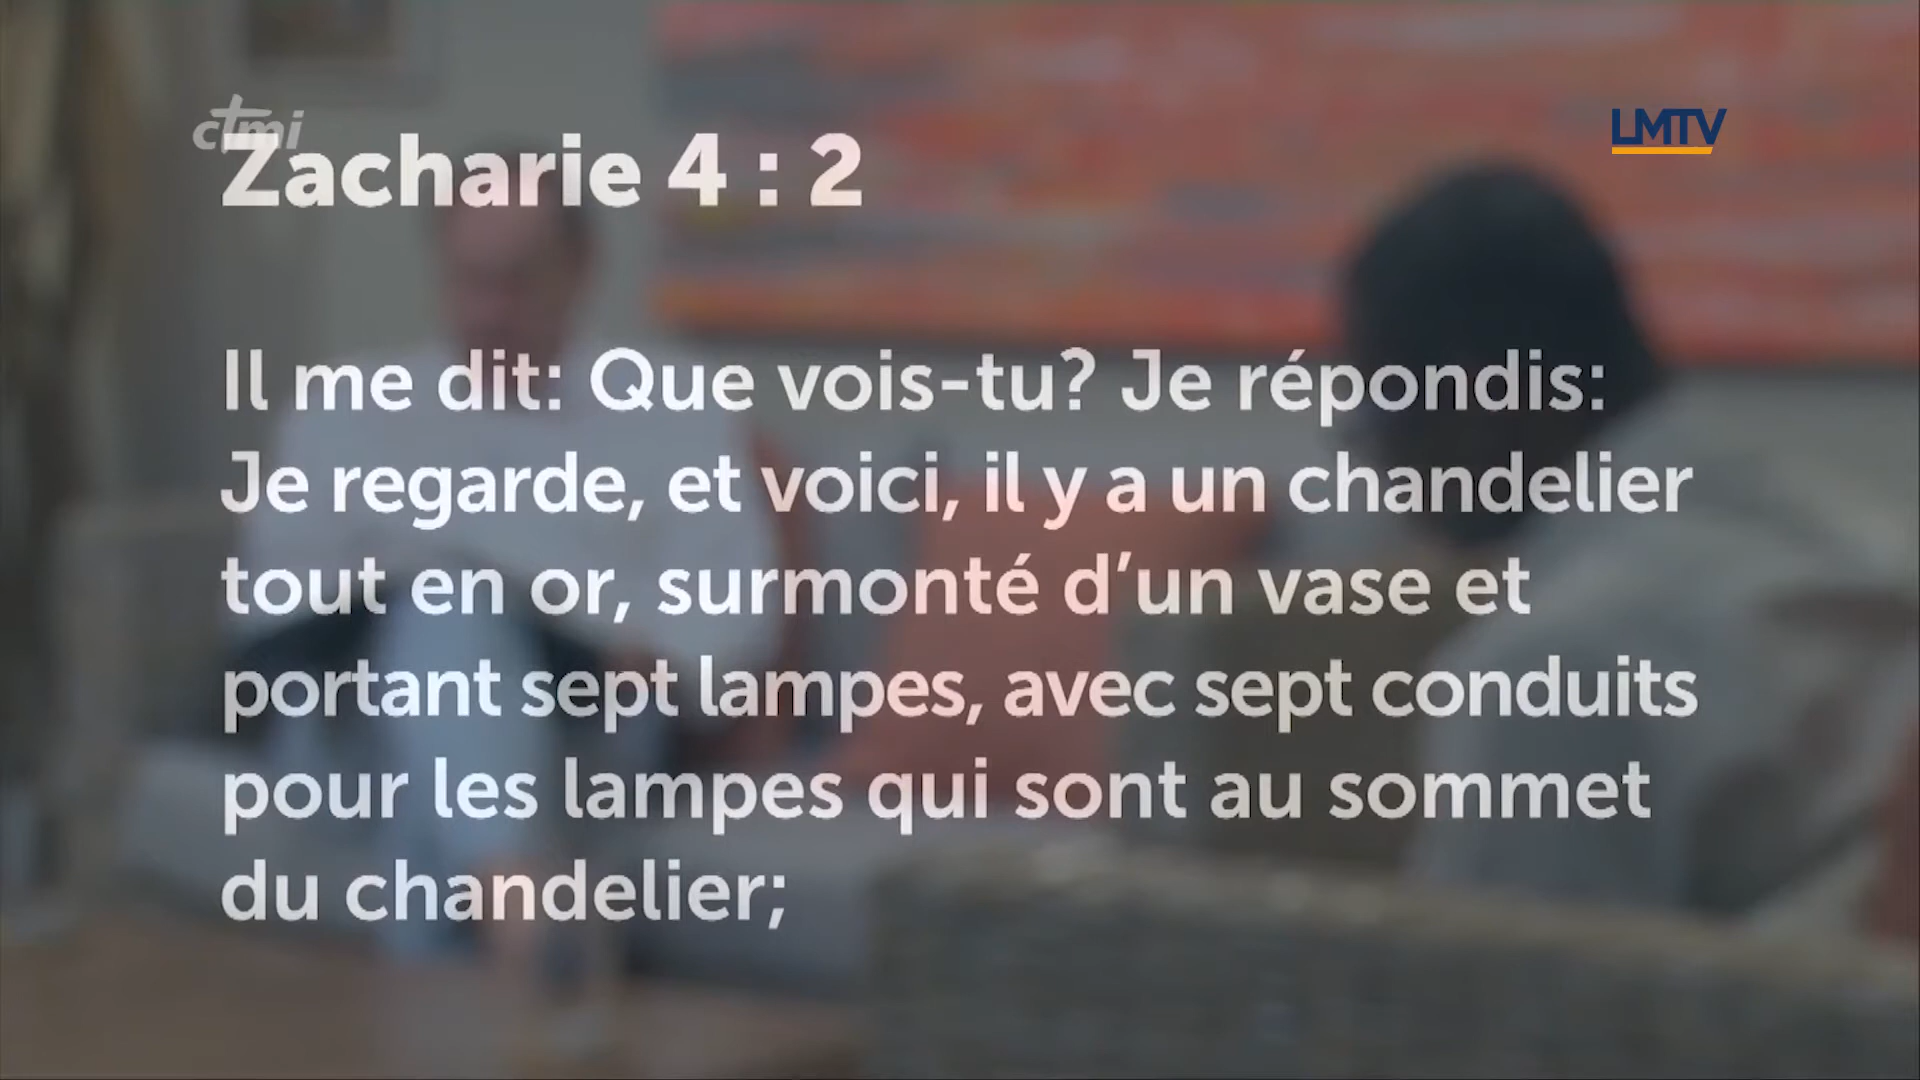 ctmi
LMTV
Zacharie 4 : 2
Il me dit: Que vois-tu? Je répondis:
Je regarde, et voici, il y a un chandelier
tout en or, surmonté d’un vase et
portant sept lampes, avec sept conduits
pour les lampes qui sont au sommet
du chandelier;